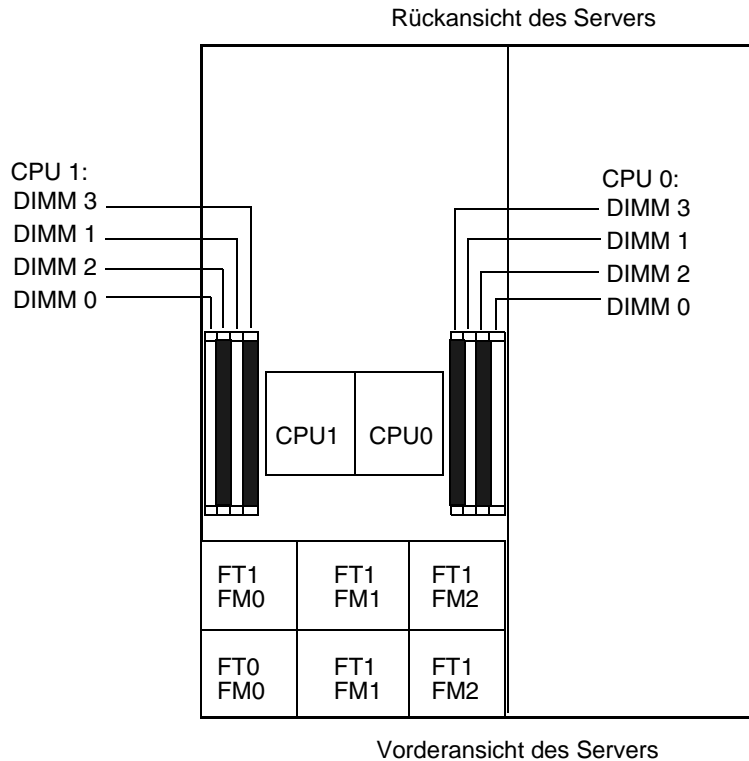 Rückansicht des Servers
CPU 1:
DIMM 3
DIMM 1
DIMM 2
DIMM 0
CPU 0:
DIMM 3
DIMM 1
DIMM 2
DIMM 0
CPU1
CPU0
FT1
FM0
FT1
FM1
FT1
FM2
FT0
FM0
FT1
FM1
FT1
FM2
Vorderansicht des Servers